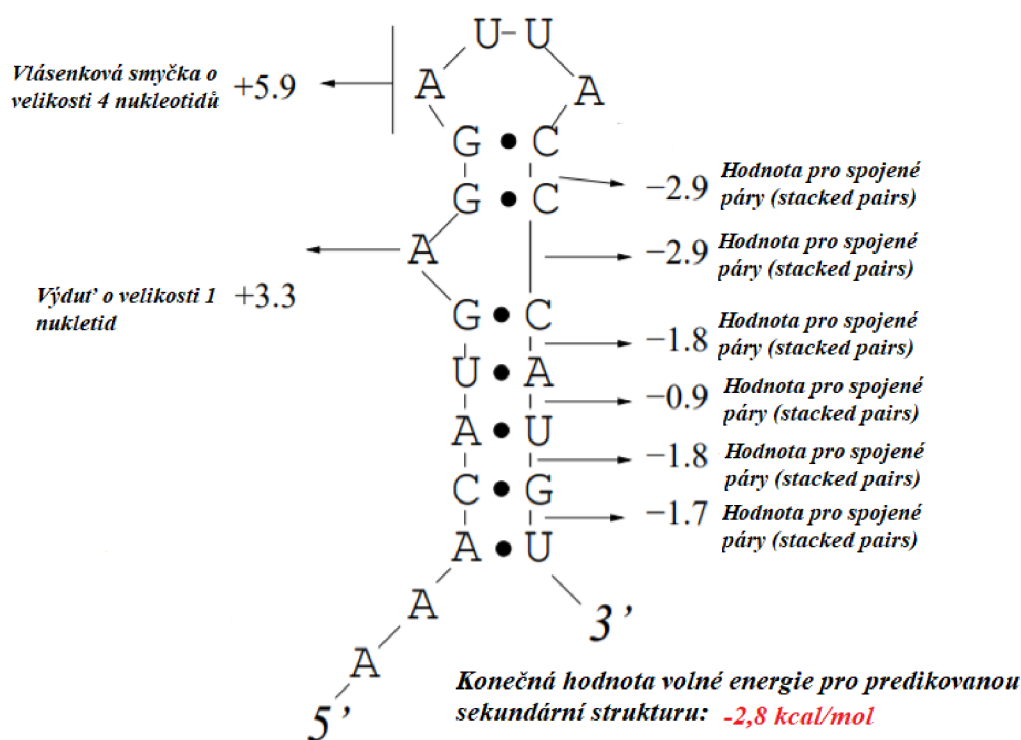 U U
Vlásenková smyčka o
velikosti 4 nukleotidů
+5.9
A A
G C
G C
−2.9
Hodnota pro spojené
páry (stacked pairs)
A
−2.9
Hodnota pro spojené
páry (stacked pairs)
Výduť o velikosti 1
nukletid
+3.3
G C
−1.8
Hodnota pro spojené
páry (stacked pairs)
U A
−0.9
Hodnota pro spojené
páry (stacked pairs)
A U
−1.8
Hodnota pro spojené
páry (stacked pairs)
C G
−1.7
Hodnota pro spojené
páry (stacked pairs)
A U
A
3’
A
5’
Konečná hodnota volné energie pro predikovanou
sekundární strukturu: -2,8 kcal/mol